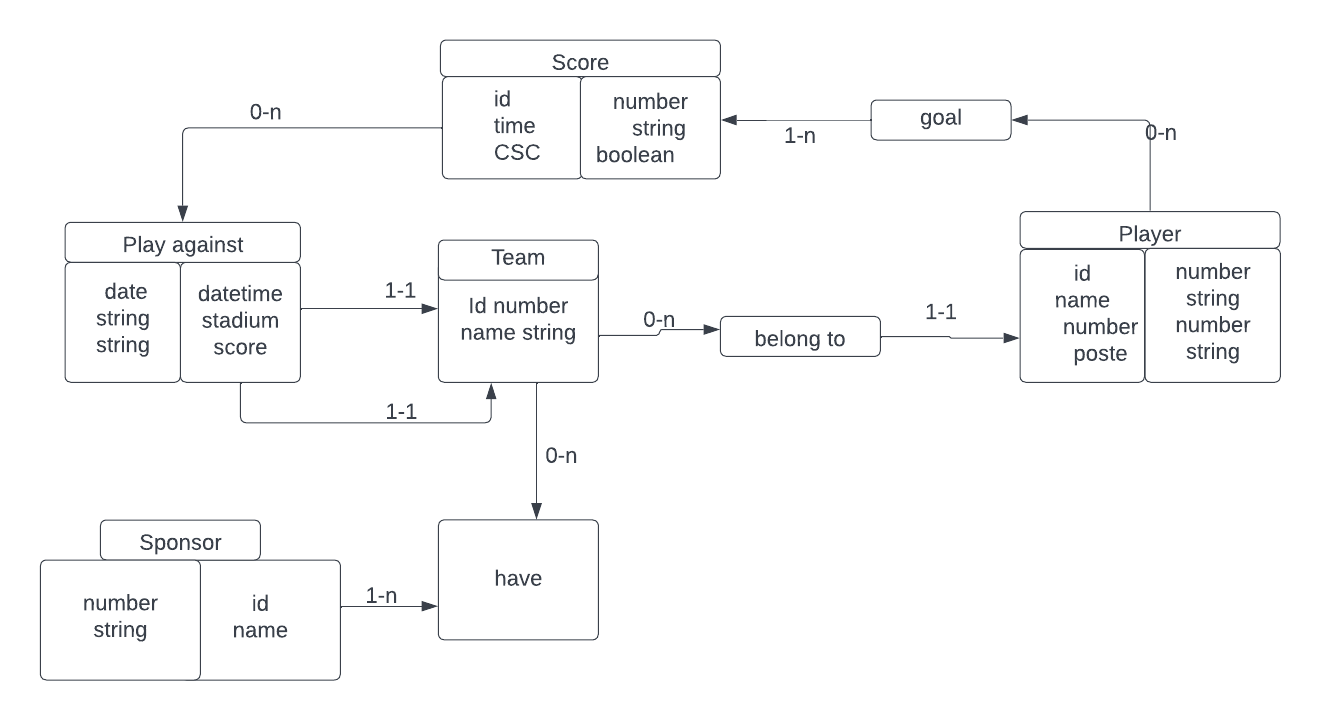 Score
id
time
CSC
number
string
boolean
goal
0-n
1-n
0-n
Play against
date
string
string
datetime
stadium
score
1-1
1-1
Team
Id number
name string
0-n
belong to
1-1
Player
id
name
number
poste
number
string
number
string
0-n
Sponsor
number
string
id
name
1-n
have